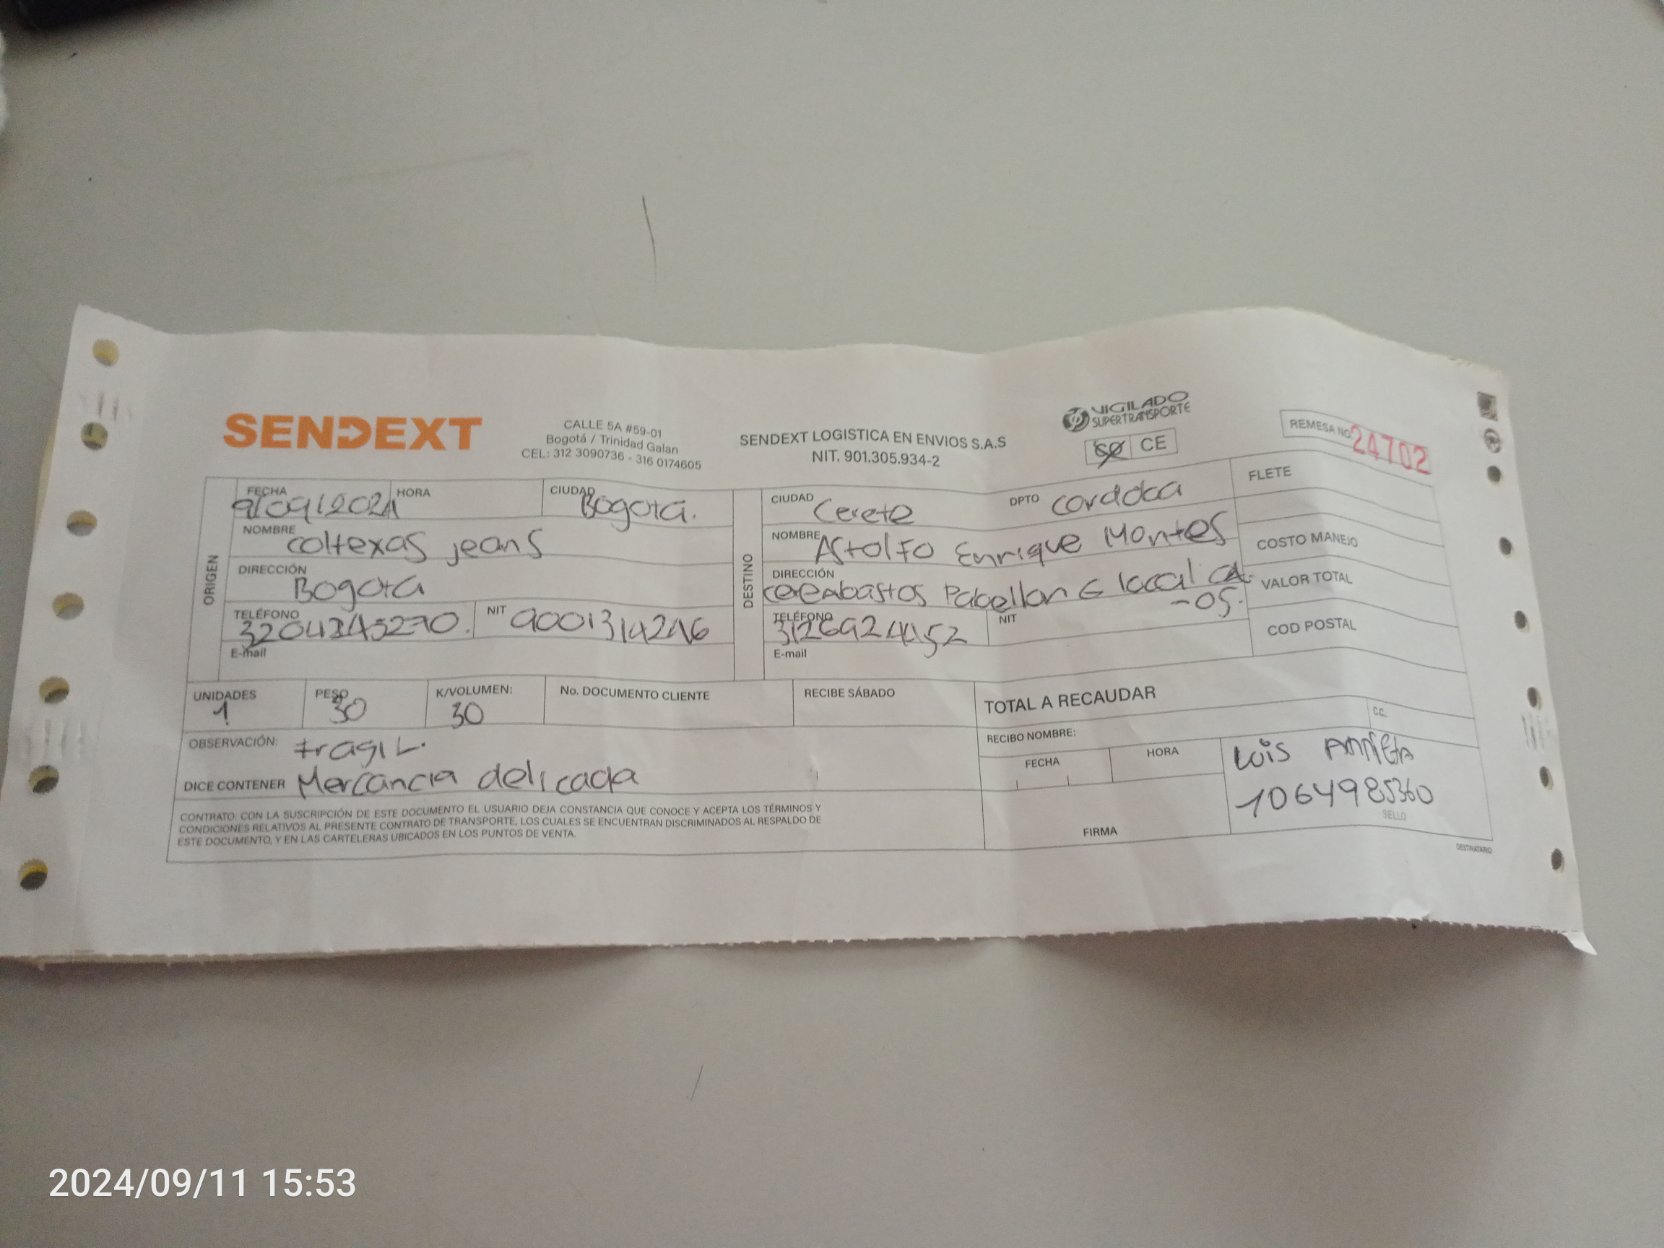 SENDEXT
CALLE 5A #59-01
Bogotá / Trinidad Galan
CEL: 312 3090736 - 316 0174605
SENDEXT LOGISTICA EN ENVIOS S.A.S
NIT. 901.305.934-2
VIGILADO
SUPERTRANSPORTE
CE
REMESA No 24702
ORIGEN
FECHA 9/09/2024 HORA CIUDAD Bogotá.
NOMBRE coltexas jeans
DIRECCIÓN Bogota
TELÉFONO NIT 9001314246
E-mail
DESTINO
CIUDAD Cerete DPTO cordoba
NOMBRE Astolfo Enrique Montes
DIRECCIÓN cereabastos Pabellon G local
-05.
TELÉFONO 3126924452 NIT
E-mail
FLETE
COSTO MANEJO
VALOR TOTAL
COD POSTAL
UNIDADES 1 PESO 30 K/VOLUMEN: 30 No. DOCUMENTO CLIENTE RECIBE SÁBADO
TOTAL A RECAUDAR
OBSERVACIÓN: fragil.
DICE CONTENER Mercancia delicada
RECIBO NOMBRE: C.C.
FECHA HORA
Luis Arrieta
1064985360
SELLO
FIRMA
CONTRATO: CON LA SUSCRIPCIÓN DE ESTE DOCUMENTO EL USUARIO DEJA CONSTANCIA QUE CONOCE Y ACEPTA LOS TÉRMINOS Y
CONDICIONES RELATIVOS AL PRESENTE CONTRATO DE TRANSPORTE, LOS CUALES SE ENCUENTRAN DISCRIMINADOS AL RESPALDO DE
ESTE DOCUMENTO, Y EN LAS CARTELERAS UBICADOS EN LOS PUNTOS DE VENTA.
DESTINATARIO
2024/09/11 15:53